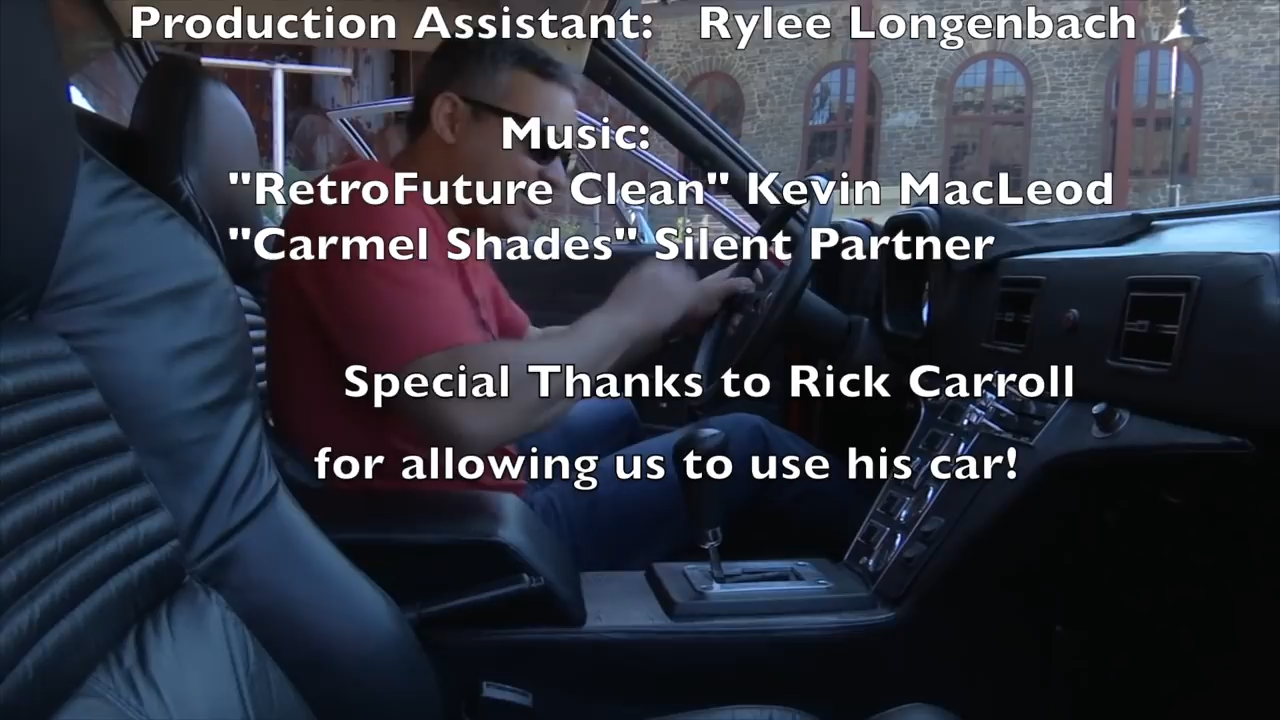 Production Assistant: Rylee Longenbach
Music:
"RetroFuture Clean" Kevin MacLeod
"Carmel Shades" Silent Partner
Special Thanks to Rick Carroll
for allowing us to use his car!